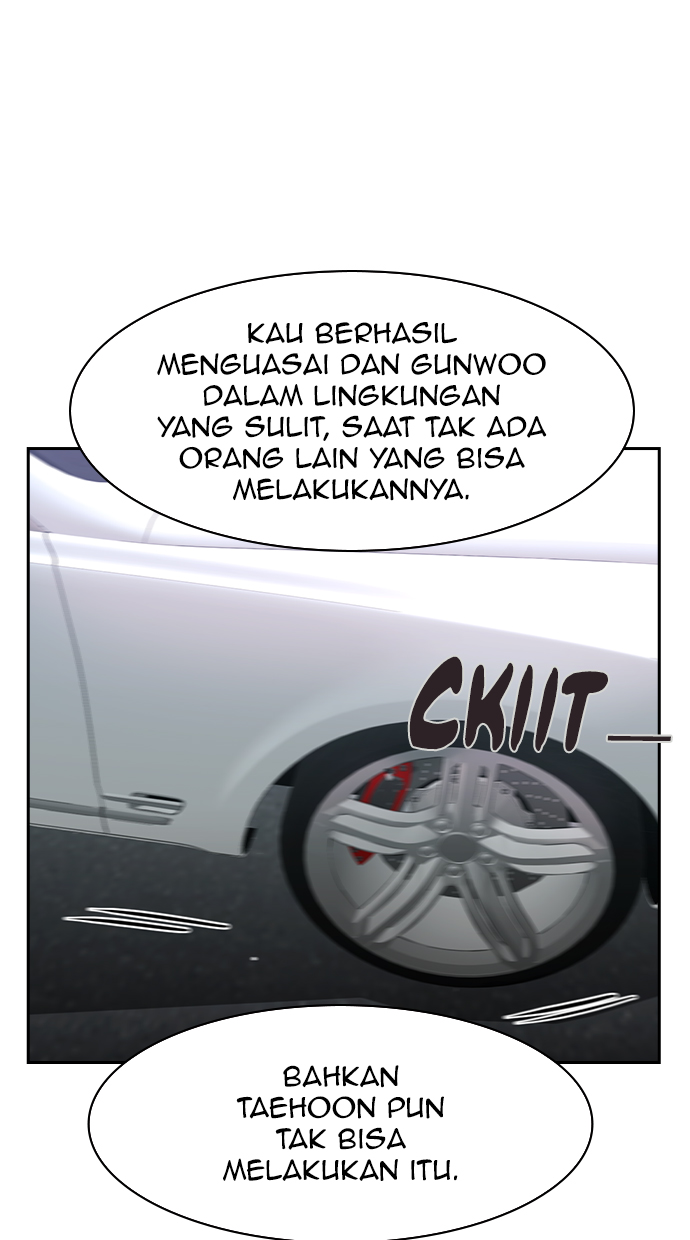 KAU BERHASIL
MENGUASAI DAN GUNWOO
DALAM LINGKUNGAN
YANG SULIT, SAAT TAK ADA
ORANG LAIN YANG BISA
MELAKUKANNYA.
CKIIT
BAHKAN
TAEHOON PUN
TAK BISA
MELAKUKAN ITU.